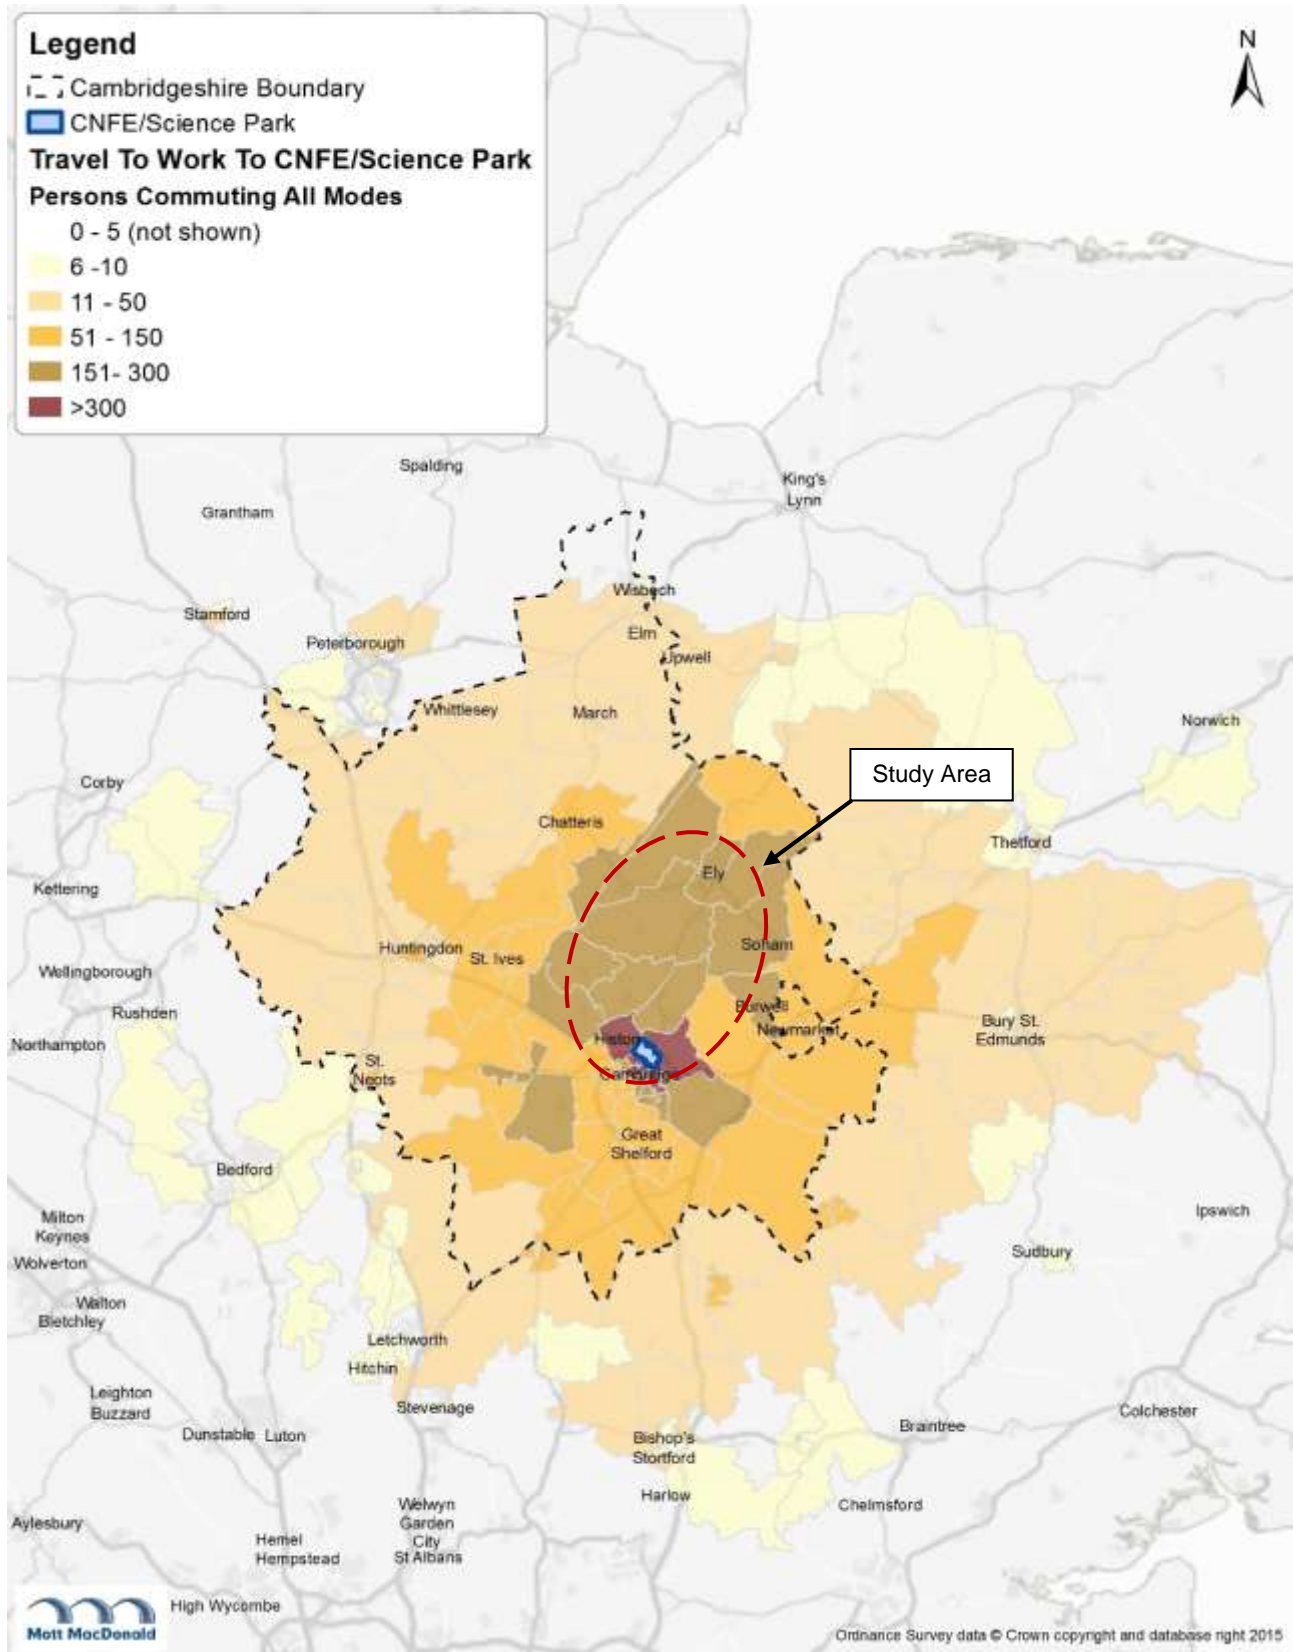 Legend
Cambridgeshire Boundary
CNFE/Science Park
Travel To Work To CNFE/Science Park
Persons Commuting All Modes
0 - 5 (not shown)
6 -10
11 - 50
51 - 150
151- 300
>300
N
Spalding
King's
Lynn
Grantham
Wisbech
Stamford
Elm
Peterborough
Upwell
Whittlesey
March
Norwich
Study Area
Corby
Chatteris
Thetford
Ely
Kettering
Huntingdon
St. Ives
Soham
Wellingborough
Burwell
Rushden
Newmarket
Bury St.
Edmunds
Histon
Northampton
St.
Neots
Cambridge
Great
Shelford
Bedford
Milton
Keynes
Ipswich
Sudbury
Wolverton
Walton
Bletchley
Letchworth
Hitchin
Leighton
Buzzard
Stevenage
Colchester
Braintree
Dunstable
Luton
Bishop's
Stortford
Harlow
Chelmsford
Welwyn
Garden
City
St Albans
Aylesbury
Hemel
Hempstead
High Wycombe
Mott MacDonald
Ordnance Survey data © Crown copyright and database right 2015